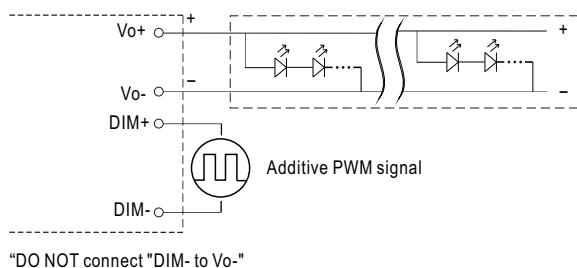 +
Vo+
+
−
−
Vo-
DIM+
Additive PWM signal
DIM-
“DO NOT connect "DIM- to Vo-"